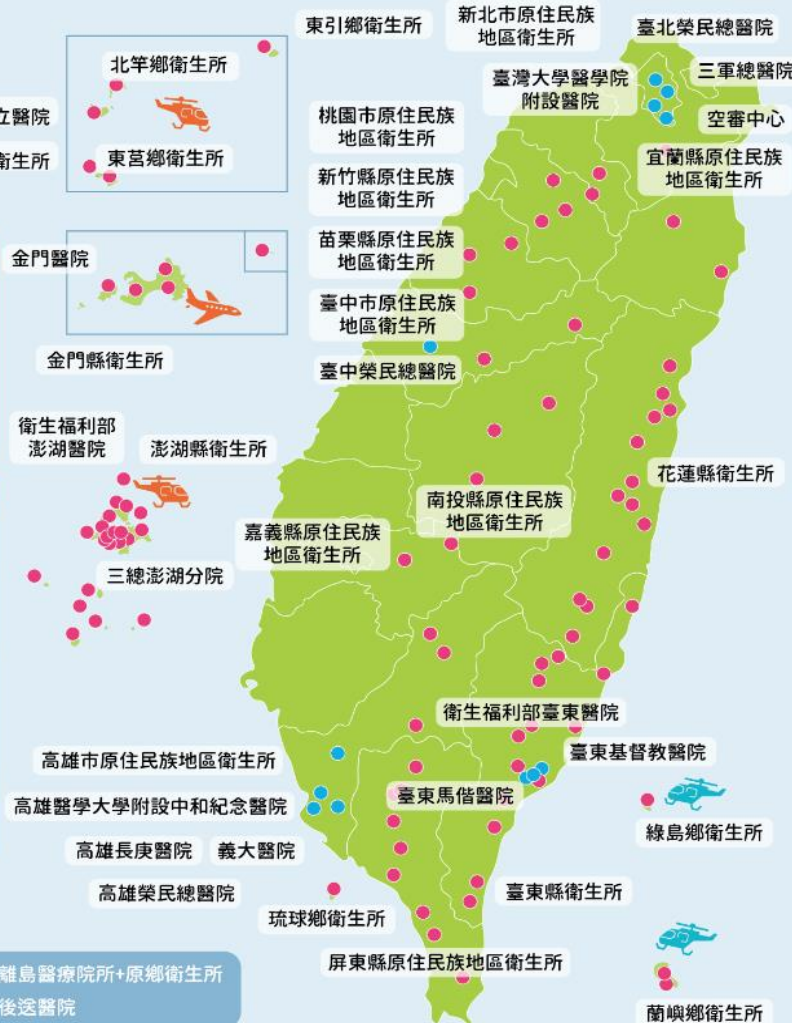 東引鄉衛生所
新北市原住民族
地區衛生所
臺北榮民總醫院
北竿鄉衛生所
臺灣大學醫學院
附設醫院
三軍總醫院
立醫院
桃園市原住民族
地區衛生所
空審中心
衛生所
東莒鄉衛生所
宜蘭縣原住民族
地區衛生所
新竹縣原住民族
地區衛生所
金門醫院
苗栗縣原住民族
地區衛生所
臺中市原住民族
地區衛生所
金門縣衛生所
臺中榮民總醫院
衛生福利部
澎湖醫院
澎湖縣衛生所
花蓮縣衛生所
南投縣原住民族
地區衛生所
嘉義縣原住民族
地區衛生所
三總澎湖分院
衛生福利部臺東醫院
高雄市原住民族地區衛生所
臺東基督教醫院
高雄醫學大學附設中和紀念醫院
臺東馬偕醫院
綠島鄉衛生所
高雄長庚醫院
義大醫院
高雄榮民總醫院
臺東縣衛生所
琉球鄉衛生所
屏東縣原住民族地區衛生所
離島醫療院所+原鄉衛生所
後送醫院
蘭嶼鄉衛生所